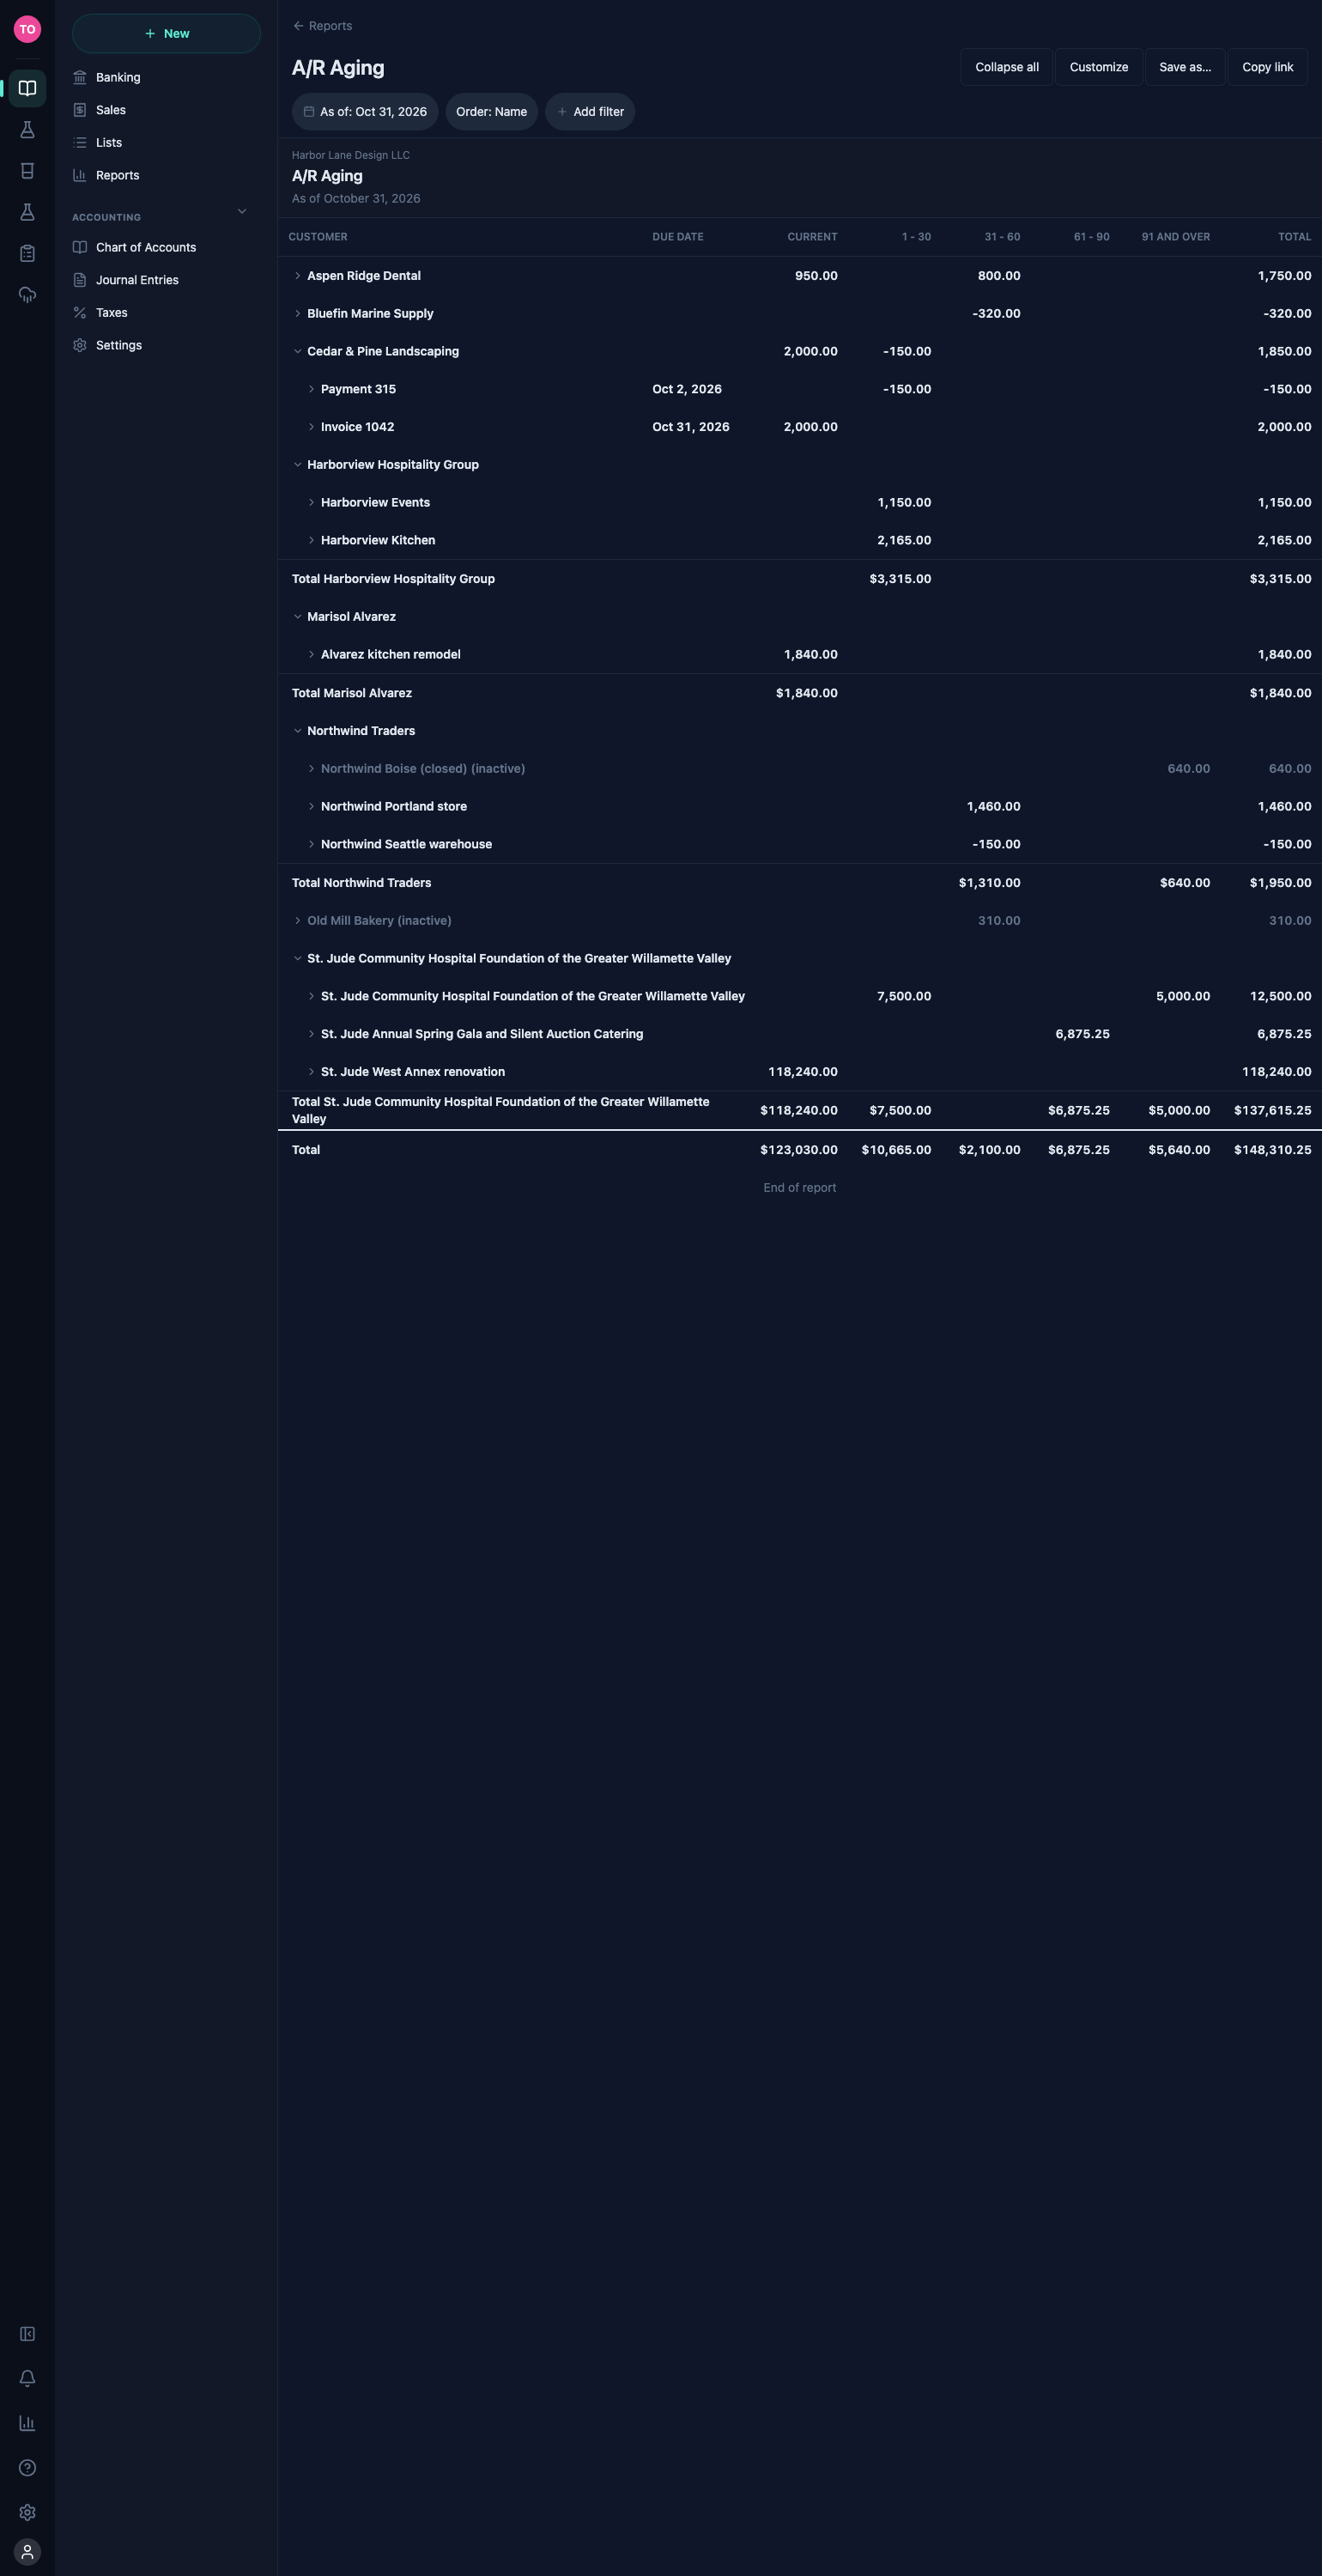 TO
New
Banking
Sales
Lists
Reports
ACCOUNTING
Chart of Accounts
Journal Entries
Taxes
Settings
Reports
A/R Aging
Collapse all Customize Save as... Copy link
As of: Oct 31, 2026 Order: Name Add filter
Harbor Lane Design LLC
A/R Aging
As of October 31, 2026
CUSTOMER DUE DATE CURRENT 1 - 30 31 - 60 61 - 90 91 AND OVER TOTAL
Aspen Ridge Dental 950.00 800.00 1,750.00
Bluefin Marine Supply -320.00 -320.00
Cedar & Pine Landscaping 2,000.00 -150.00 1,850.00
Payment 315 Oct 2, 2026 -150.00 -150.00
Invoice 1042 Oct 31, 2026 2,000.00 2,000.00
Harborview Hospitality Group
Harborview Events 1,150.00 1,150.00
Harborview Kitchen 2,165.00 2,165.00
Total Harborview Hospitality Group $3,315.00 $3,315.00
Marisol Alvarez
Alvarez kitchen remodel 1,840.00 1,840.00
Total Marisol Alvarez $1,840.00 $1,840.00
Northwind Traders
Northwind Boise (closed) (inactive) 640.00 640.00
Northwind Portland store 1,460.00 1,460.00
Northwind Seattle warehouse -150.00 -150.00
Total Northwind Traders $1,310.00 $640.00 $1,950.00
Old Mill Bakery (inactive) 310.00 310.00
St. Jude Community Hospital Foundation of the Greater Willamette Valley
St. Jude Community Hospital Foundation of the Greater Willamette Valley 7,500.00 5,000.00 12,500.00
St. Jude Annual Spring Gala and Silent Auction Catering 6,875.25 6,875.25
St. Jude West Annex renovation 118,240.00 118,240.00
Total St. Jude Community Hospital Foundation of the Greater Willamette
Valley $118,240.00 $7,500.00 $6,875.25 $5,000.00 $137,615.25
Total $123,030.00 $10,665.00 $2,100.00 $6,875.25 $5,640.00 $148,310.25
End of report